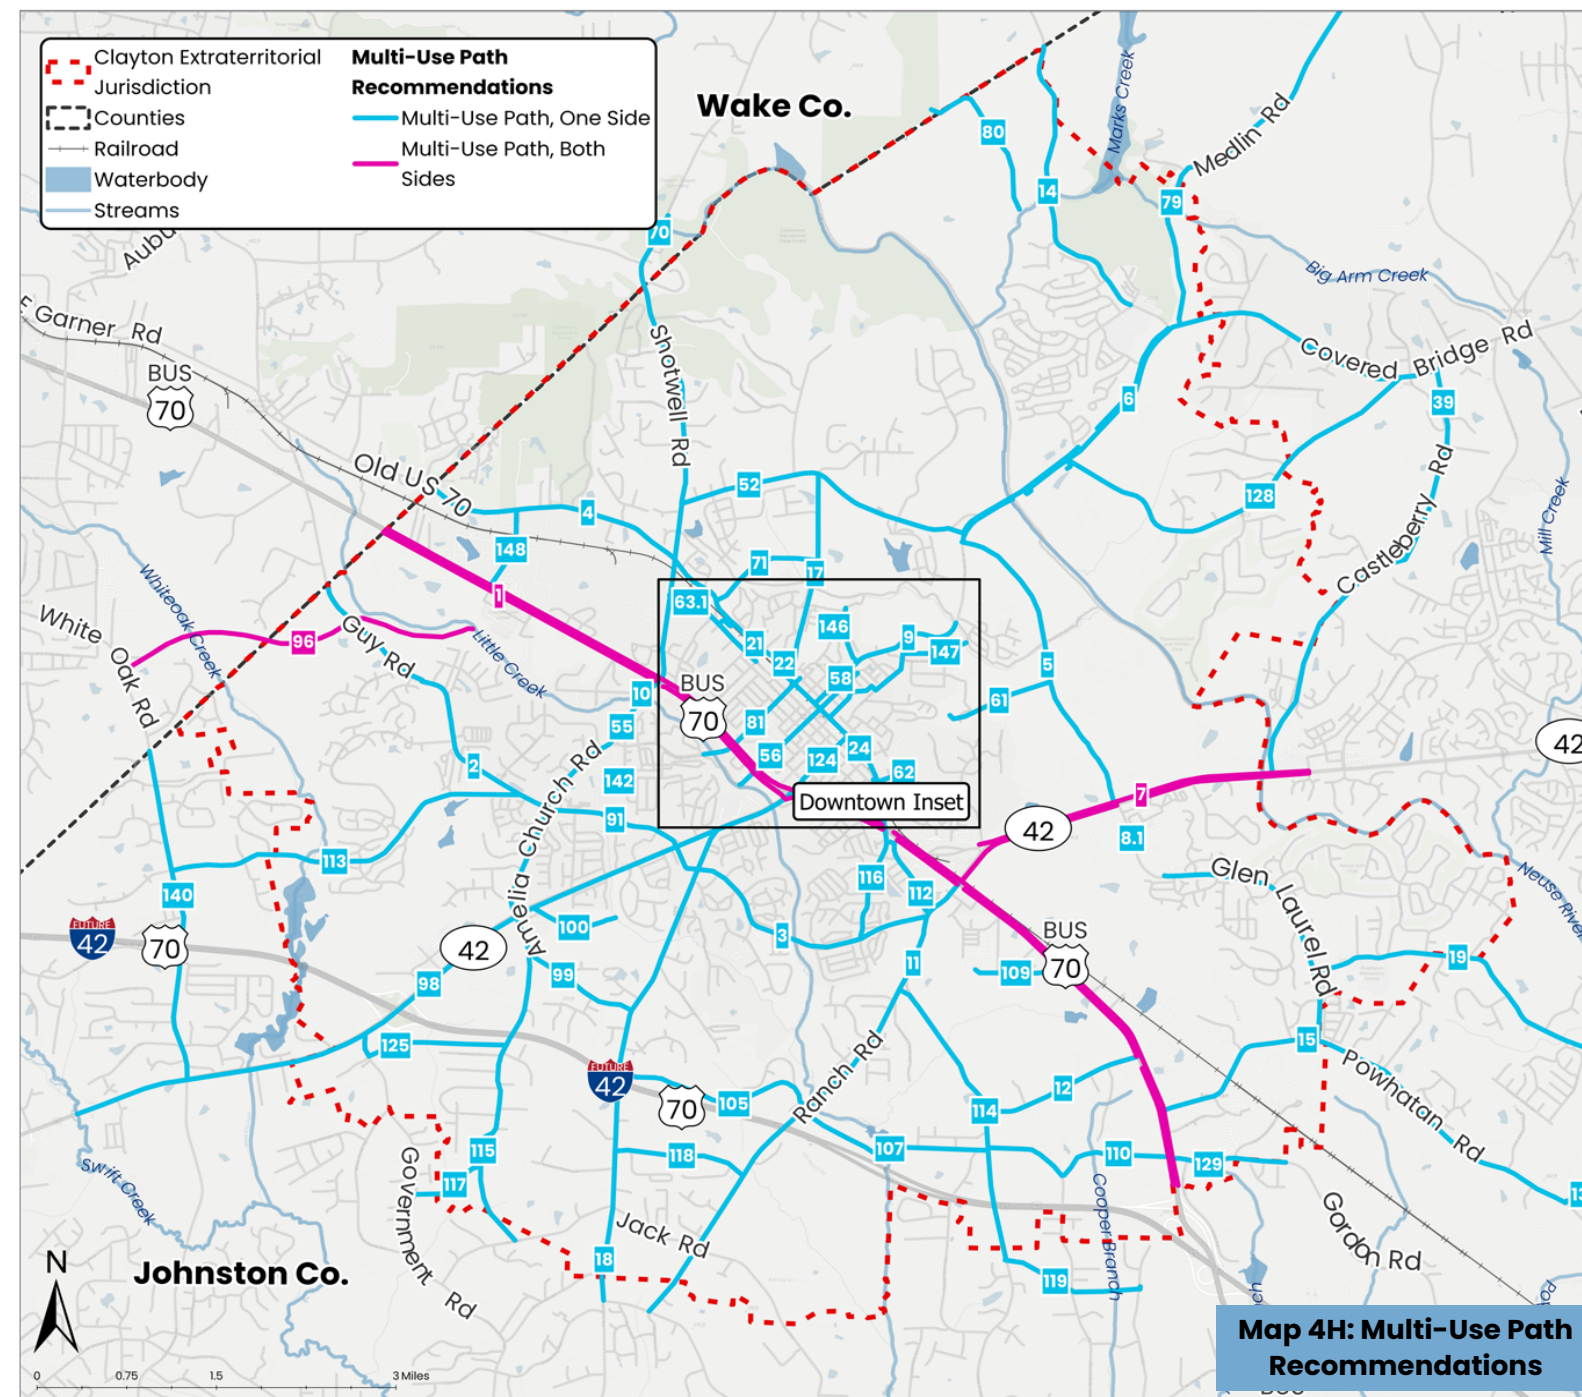 Clayton Extraterritorial
Jurisdiction
Counties
Railroad
Waterbody
Streams
Multi-Use Path
Recommendations
Multi-Use Path, One Side
Multi-Use Path, Both
Sides
Wake Co.
Marks Creek
Medlin Rd
80
14
79
70
Big Arm Creek
E Garner Rd
BUS
70
Shotwell Rd
Covered Bridge Rd
6
39
Old US 70
52
4
128
Castleberry Rd
Mill Creek
148
71
17
1
63.1
Whiteoak Creek
White Oak Rd
96
Guy Rd
Little Creek
21
22
146
9
147
58
5
61
10
BUS
70
55
81
56
124
24
62
2
142
Downtown Inset
7
42
42
91
8.1
Amelia Church Rd
113
140
116
112
Glen Laurel Rd
Neuse River
FUTURE
42
70
42
100
3
BUS
70
11
109
19
98
99
125
15
FUTURE
42
70
105
Ranch Rd
12
114
Powhatan Rd
115
118
107
110
129
117
Swift Creek
Government Rd
Jack Rd
Cooper Branch
Gordon Rd
18
119
N
Johnston Co.
0
0.75
1.5
3 Miles
Map 4H: Multi-Use Path
Recommendations